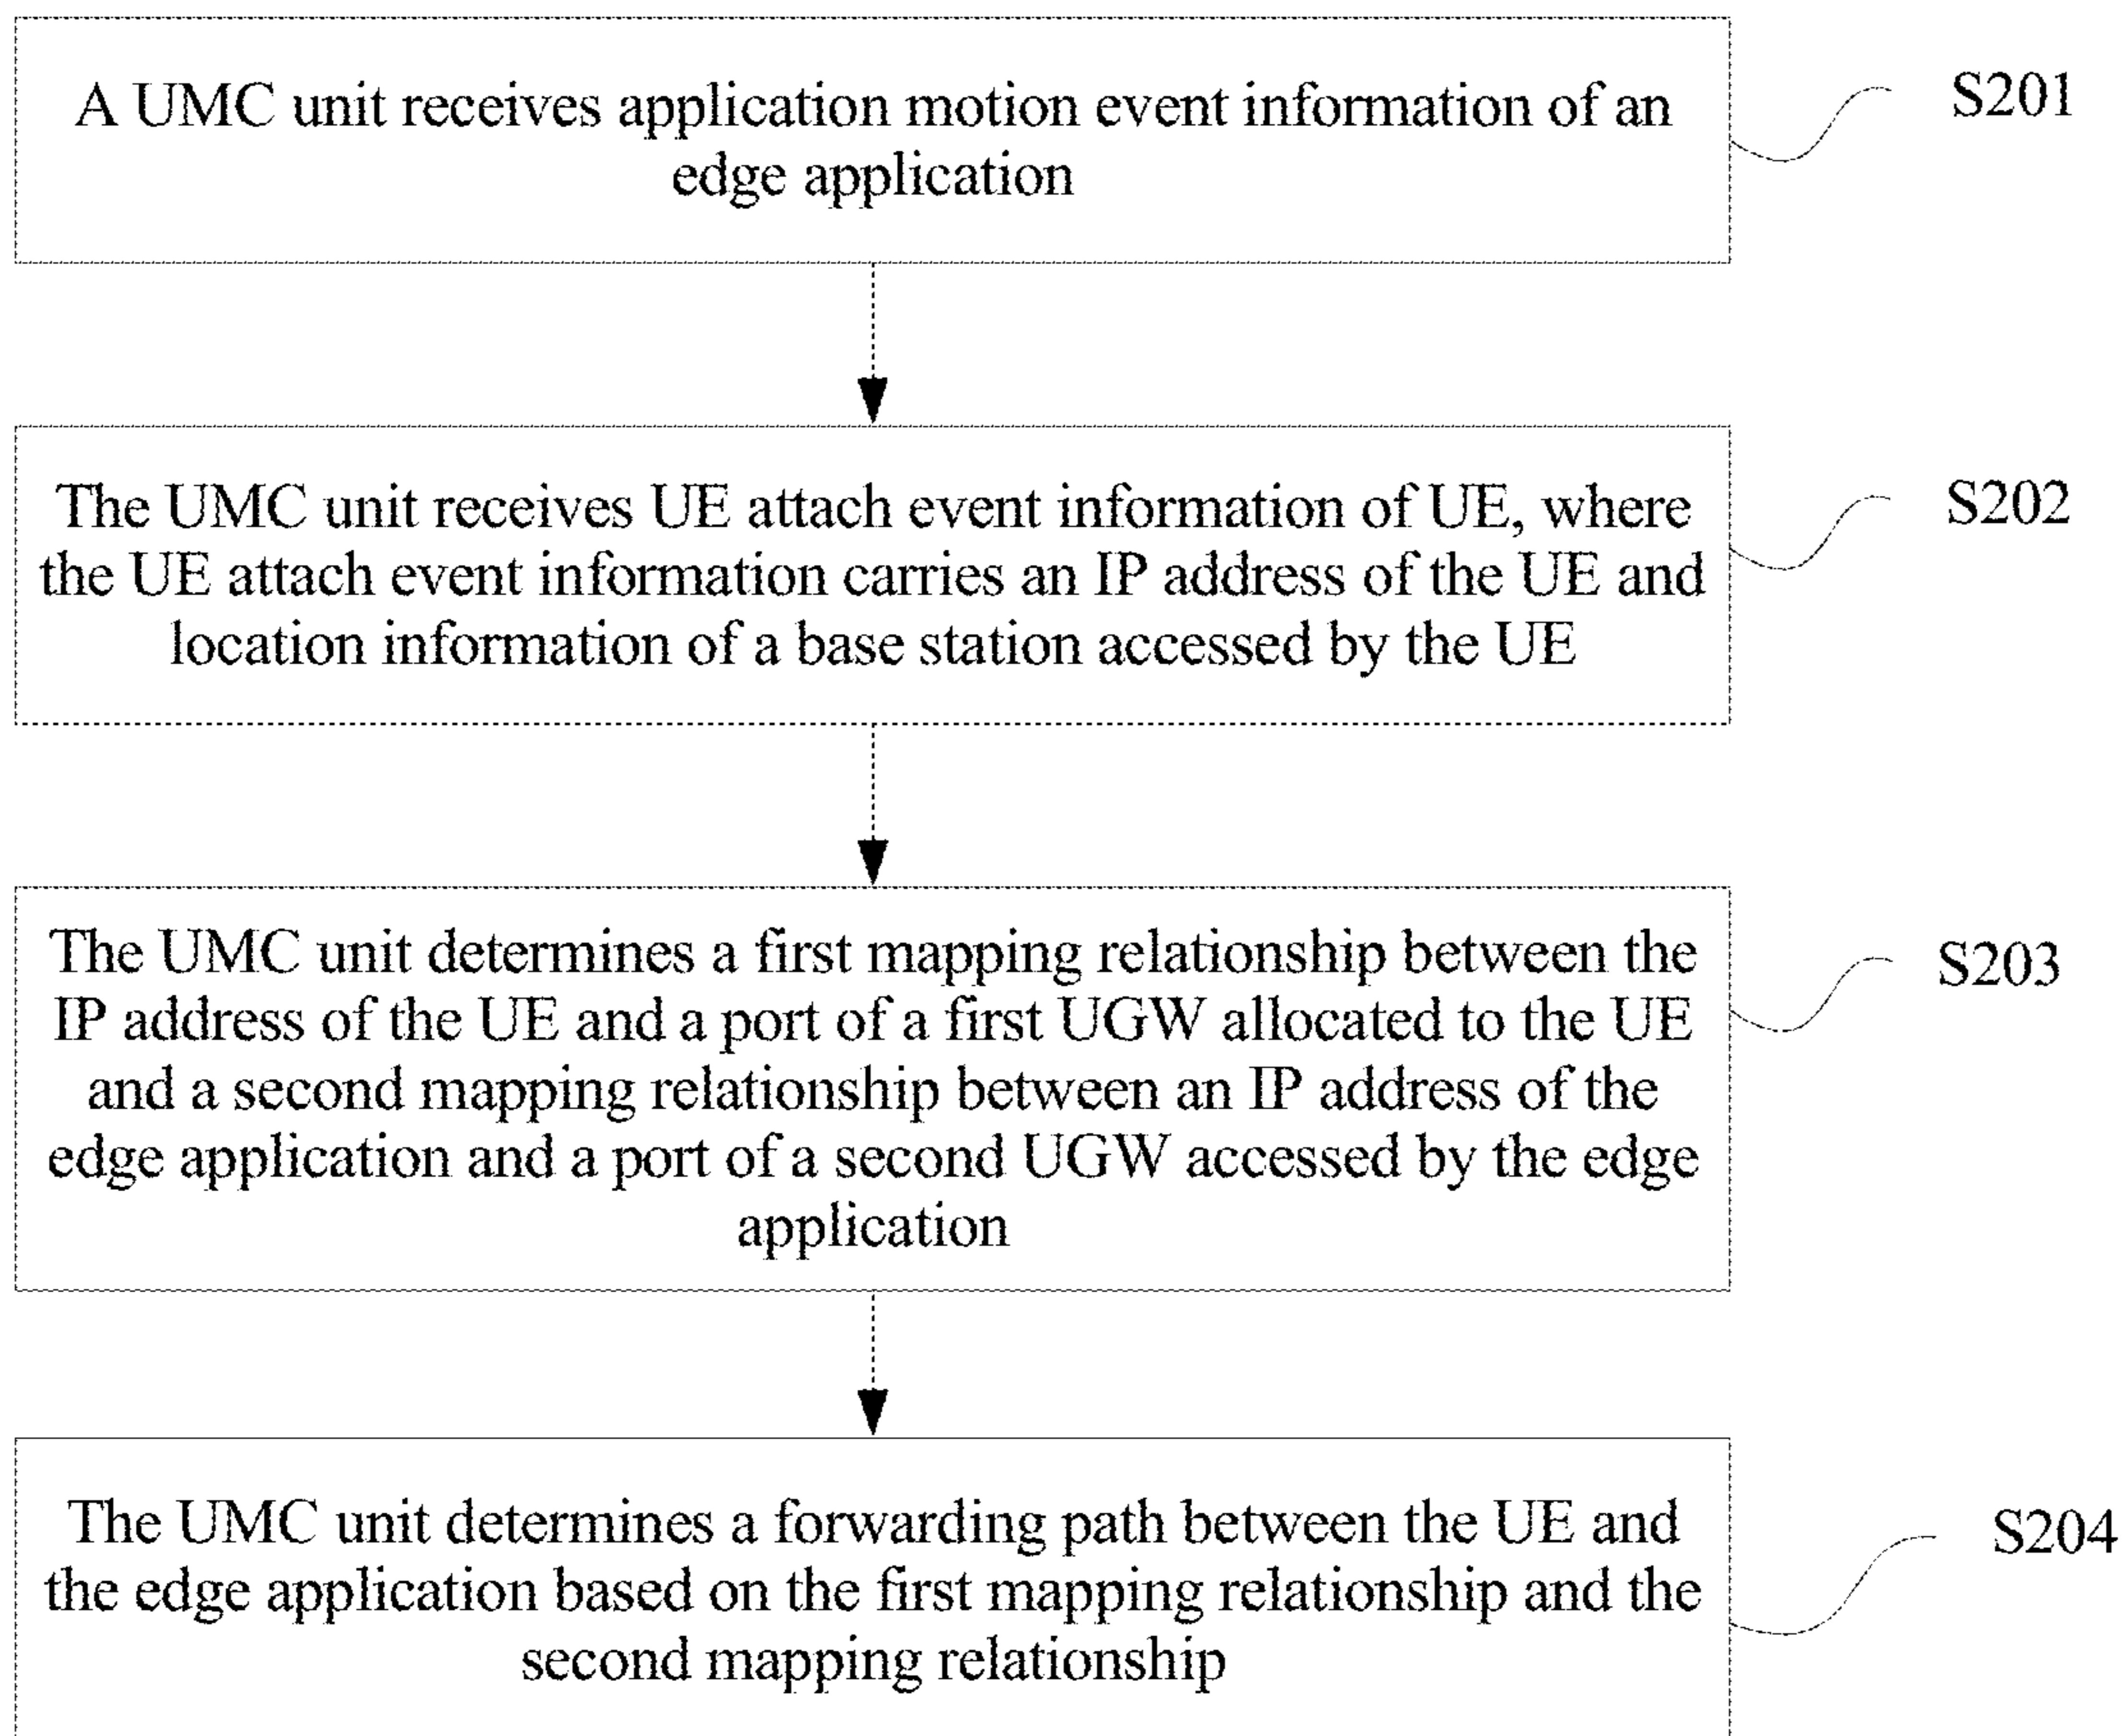 A UMC unit receives application motion event information of an
edge application
S201
The UMC unit receives UE attach event information of UE, where
the UE attach event information carries an IP address of the UE and
location information of a base station accessed by the UE
S202
The UMC unit determines a first mapping relationship between the
IP address of the UE and a port of a first UGW allocated to the UE
and a second mapping relationship between an IP address of the
edge application and a port of a second UGW accessed by the edge
application
S203
The UMC unit determines a forwarding path between the UE and
the edge application based on the first mapping relationship and the
second mapping relationship
S204